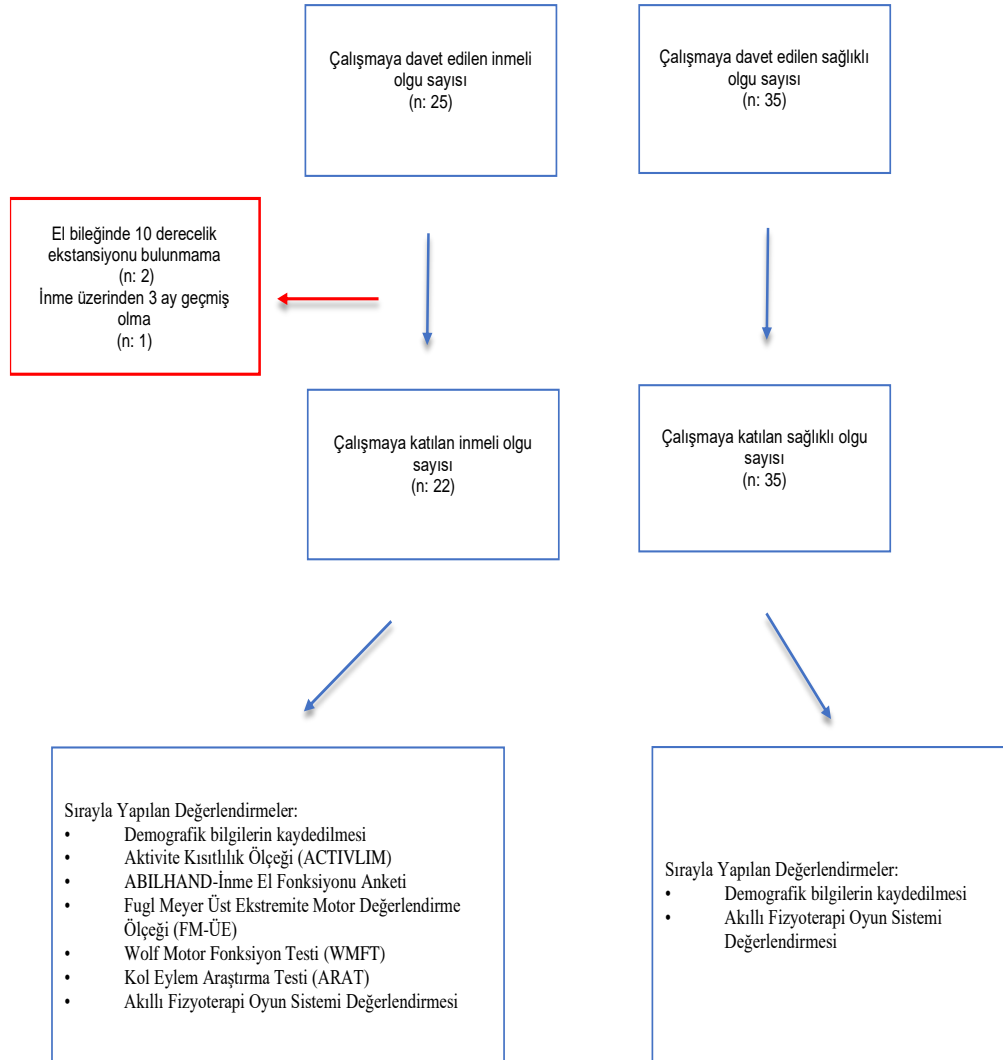 Çalışmaya davet edilen inmeli
olgu sayısı
(n: 25)
Çalışmaya davet edilen sağlıklı
olgu sayısı
(n: 35)
El bileğinde 10 derecelik
ekstansiyonu bulunmama
(n: 2)
İnme üzerinden 3 ay geçmiş
olma
(n: 1)
Çalışmaya katılan inmeli olgu
sayısı
(n: 22)
Çalışmaya katılan sağlıklı olgu
sayısı
(n: 35)
Sırayla Yapılan Değerlendirmeler:
• Demografik bilgilerin kaydedilmesi
• Aktivite Kısıtlılık Ölçeği (ACTIVLIM)
• ABILHAND-İnme El Fonksiyonu Anketi
• Fugl Meyer Üst Ekstremite Motor Değerlendirme
Ölçeği (FM-ÜE)
• Wolf Motor Fonksiyon Testi (WMFT)
• Kol Eylem Araştırma Testi (ARAT)
• Akıllı Fizyoterapi Oyun Sistemi Değerlendirmesi
Sırayla Yapılan Değerlendirmeler:
• Demografik bilgilerin kaydedilmesi
• Akıllı Fizyoterapi Oyun Sistemi
Değerlendirmesi